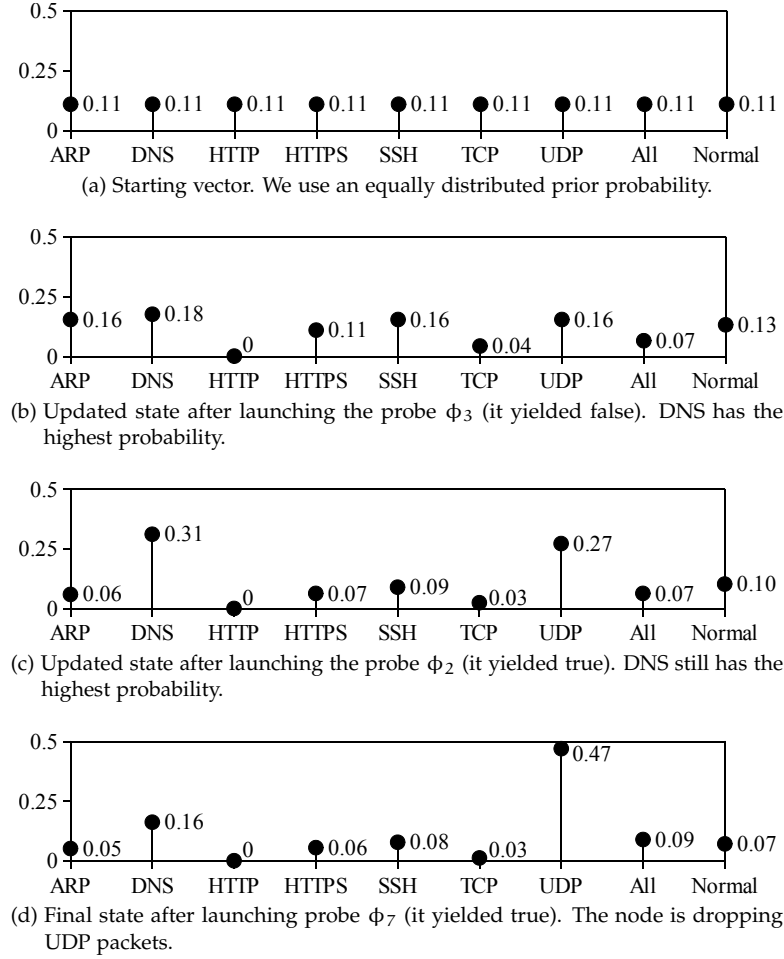 0.5
0.25
0
0.11 0.11 0.11 0.11 0.11 0.11 0.11 0.11 0.11
ARP DNS HTTP HTTPS SSH TCP UDP All Normal
(a) Starting vector. We use an equally distributed prior probability.
0.5
0.25
0
0.16 0.18 0 0.11 0.16 0.04 0.16 0.07 0.13
ARP DNS HTTP HTTPS SSH TCP UDP All Normal
(b) Updated state after launching the probe ϕ₃ (it yielded false). DNS has the
highest probability.
0.5
0.25
0
0.06 0.31 0 0.07 0.09 0.03 0.27 0.07 0.10
ARP DNS HTTP HTTPS SSH TCP UDP All Normal
(c) Updated state after launching the probe ϕ₂ (it yielded true). DNS still has the
highest probability.
0.5
0.25
0
0.05 0.16 0 0.06 0.08 0.03 0.47 0.09 0.07
ARP DNS HTTP HTTPS SSH TCP UDP All Normal
(d) Final state after launching probe ϕ₇ (it yielded true). The node is dropping
UDP packets.